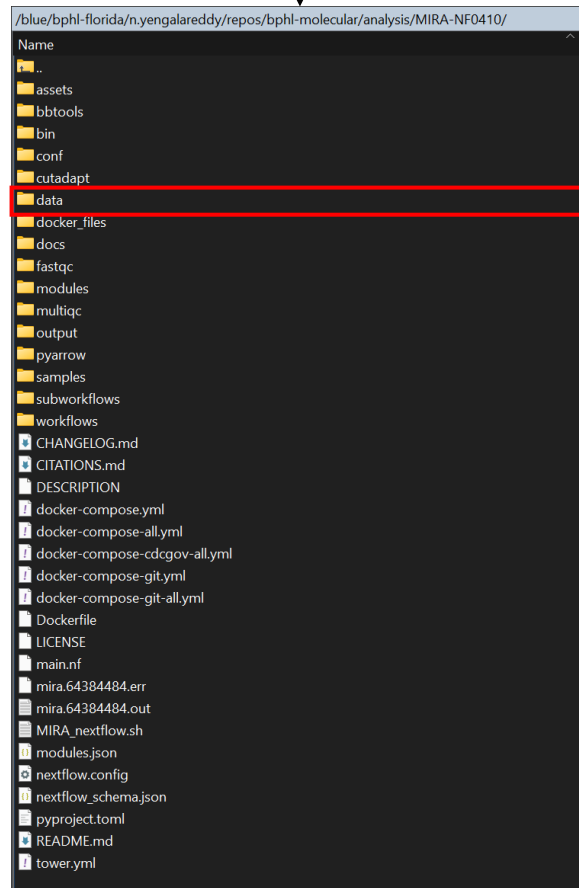 /blue/bphl-florida/n.yengalareddy/repos/bphl-molecular/analysis/MIRA-NF0410/
Name
..
assets
bbtools
bin
conf
cutadapt
data
docker_files
docs
fastqc
modules
multiqc
output
pyarrow
samples
subworkflows
workflows
CHANGELOG.md
CITATIONS.md
DESCRIPTION
docker-compose.yml
docker-compose-all.yml
docker-compose-cdcgov-all.yml
docker-compose-git.yml
docker-compose-git-all.yml
Dockerfile
LICENSE
main.nf
mira.64384484.err
mira.64384484.out
MIRA_nextflow.sh
modules.json
nextflow.config
nextflow_schema.json
pyproject.toml
README.md
tower.yml